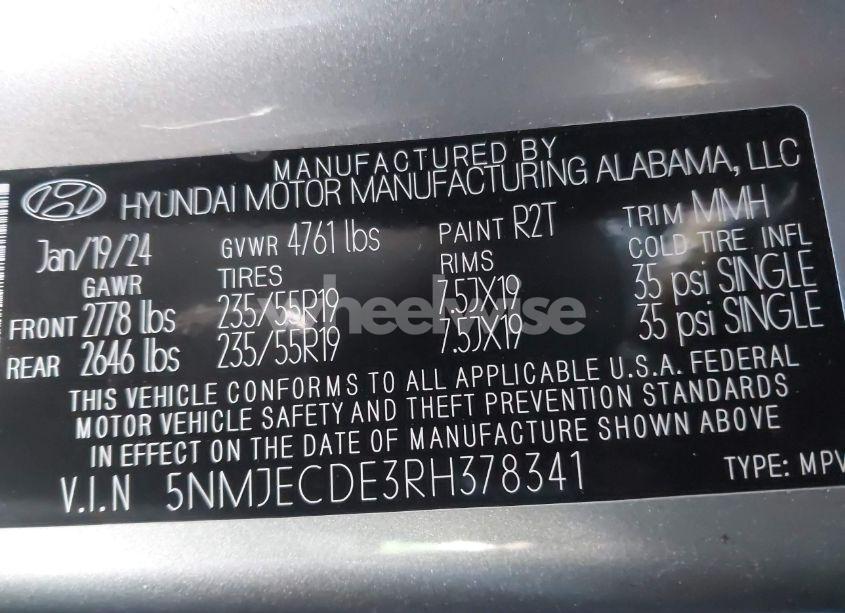 MANUFACTURED BY
HYUNDAI MOTOR MANUFACTURING ALABAMA, LLC
Jan/19/24 GVWR 4761 lbs PAINT R2T TRIM MMH
GAWR TIRES RIMS COLD TIRE INFL
FRONT 2778 lbs 235/55R19 7.5JX19 35 psi SINGLE
REAR 2646 lbs 235/55R19 7.5JX19 35 psi SINGLE
wheelwise
THIS VEHICLE CONFORMS TO ALL APPLICABLE U.S.A. FEDERAL
MOTOR VEHICLE SAFETY AND THEFT PREVENTION STANDARDS
IN EFFECT ON THE DATE OF MANUFACTURE SHOWN ABOVE
V.I.N 5NMJECDE3RH378341 TYPE: MPV